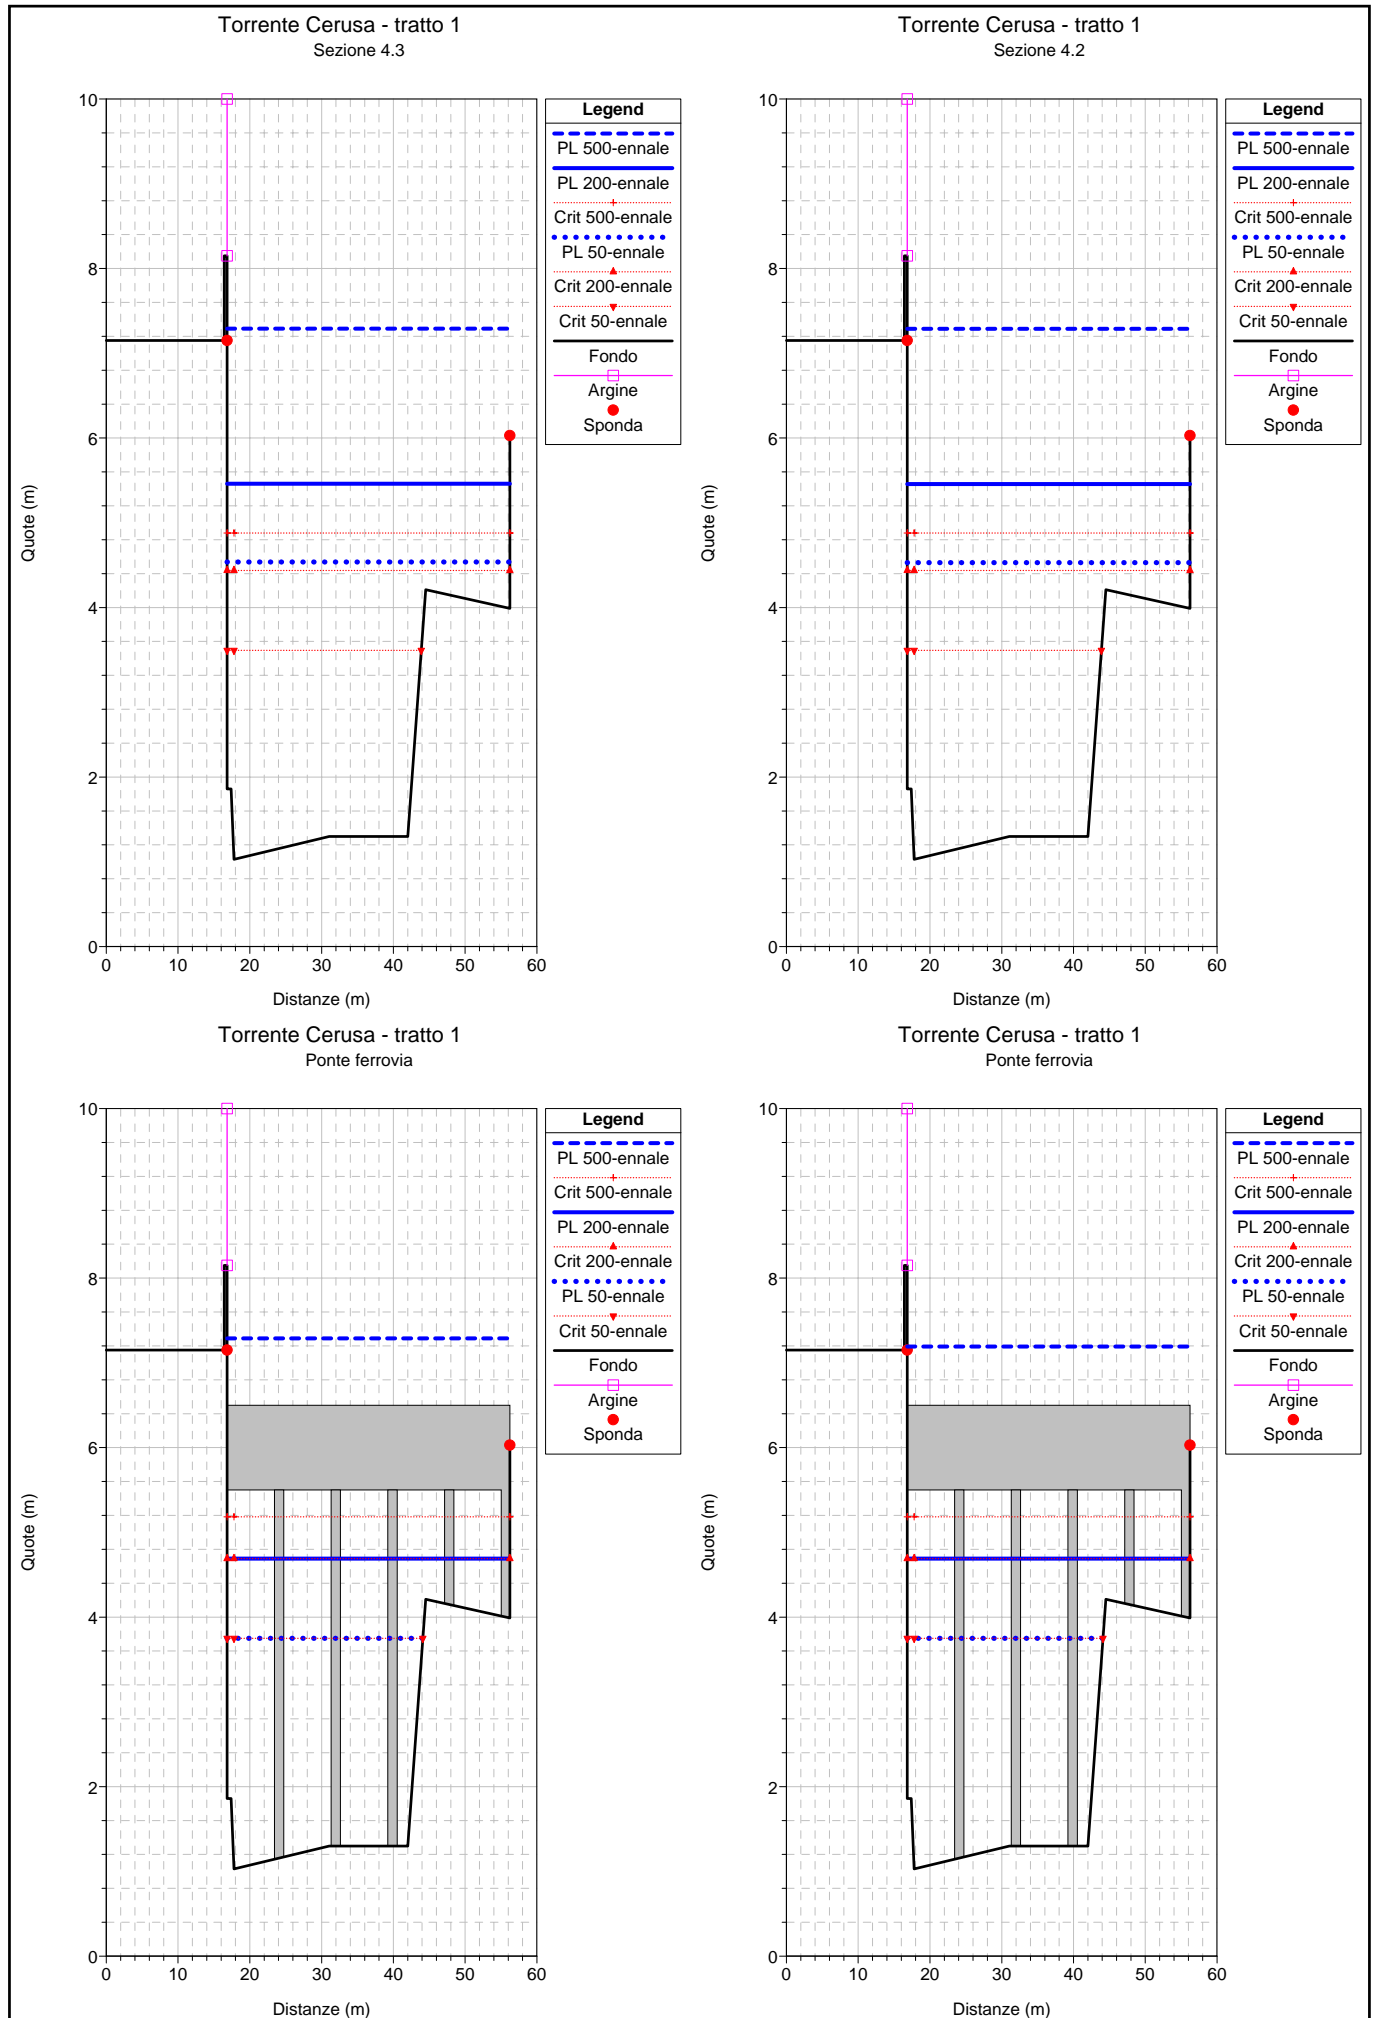 Torrente Cerusa - tratto 1
Sezione 4.3
Quote (m)
10
8
6
4
2
0
0 10 20 30 40 50 60
Distanze (m)
Legend
PL 500-ennale
PL 200-ennale
Crit 500-ennale
PL 50-ennale
Crit 200-ennale
Crit 50-ennale
Fondo
Argine
Sponda
Torrente Cerusa - tratto 1
Sezione 4.2
Quote (m)
10
8
6
4
2
0
0 10 20 30 40 50 60
Distanze (m)
Legend
PL 500-ennale
PL 200-ennale
Crit 500-ennale
PL 50-ennale
Crit 200-ennale
Crit 50-ennale
Fondo
Argine
Sponda
Torrente Cerusa - tratto 1
Ponte ferrovia
Quote (m)
10
8
6
4
2
0
0 10 20 30 40 50 60
Distanze (m)
Legend
PL 500-ennale
Crit 500-ennale
PL 200-ennale
Crit 200-ennale
PL 50-ennale
Crit 50-ennale
Fondo
Argine
Sponda
Torrente Cerusa - tratto 1
Ponte ferrovia
Quote (m)
10
8
6
4
2
0
0 10 20 30 40 50 60
Distanze (m)
Legend
PL 500-ennale
Crit 500-ennale
PL 200-ennale
Crit 200-ennale
PL 50-ennale
Crit 50-ennale
Fondo
Argine
Sponda